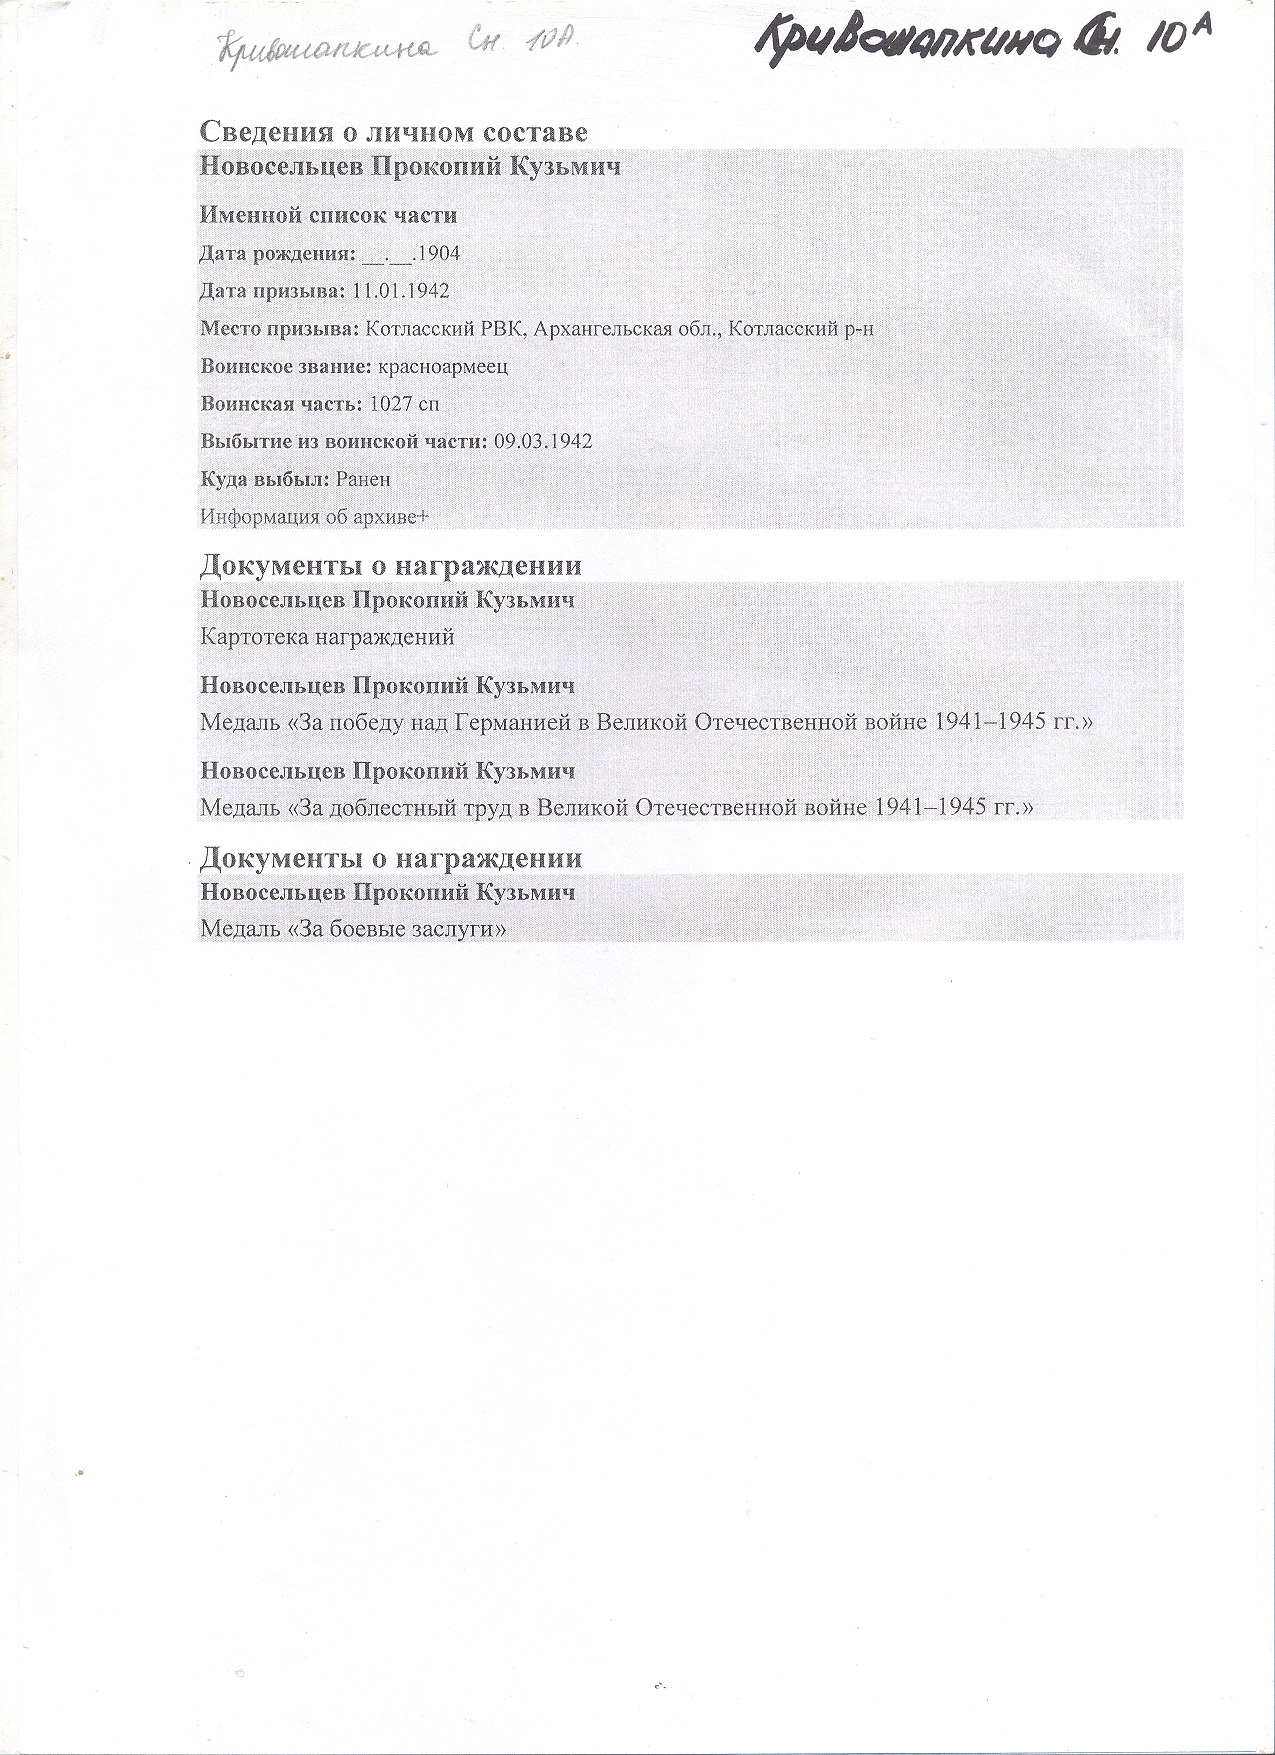 Кривошапкина Сн. 10А.
Кривошапкина Сн. 10А
Сведения о личном составе
Новосельцев Прокопий Кузьмич
Именной список части
Дата рождения: __.__.1904
Дата призыва: 11.01.1942
Место призыва: Котласский РВК, Архангельская обл., Котласский р-н
Воинское звание: красноармеец
Воинская часть: 1027 сп
Выбытие из воинской части: 09.03.1942
Куда выбыл: Ранен
Информация об архиве+
Документы о награждении
Новосельцев Прокопий Кузьмич
Картотека награждений
Новосельцев Прокопий Кузьмич
Медаль «За победу над Германией в Великой Отечественной войне 1941–1945 гг.»
Новосельцев Прокопий Кузьмич
Медаль «За доблестный труд в Великой Отечественной войне 1941–1945 гг.»
Документы о награждении
Новосельцев Прокопий Кузьмич
Медаль «За боевые заслуги»